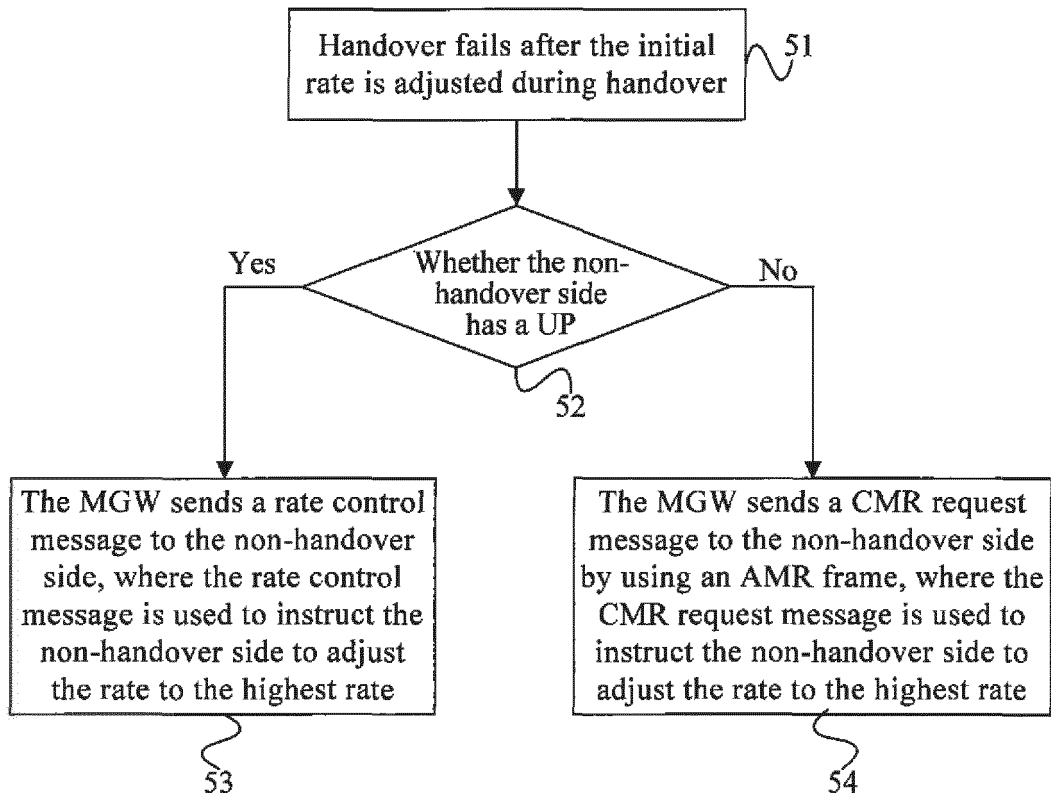 Handover fails after the initial
rate is adjusted during handover
51
Yes
Whether the non-
handover side
has a UP
No
52
The MGW sends a rate control
message to the non-handover
side, where the rate control
message is used to instruct the
non-handover side to adjust
the rate to the highest rate
53
The MGW sends a CMR request
message to the non-handover side
by using an AMR frame, where the
CMR request message is used to
instruct the non-handover side to
adjust the rate to the highest rate
54